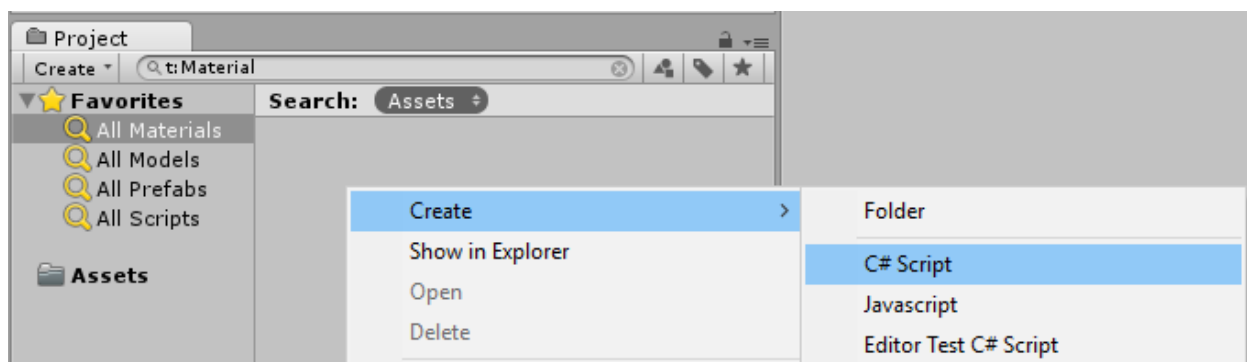 Project
Create t:Material
Favorites Search: Assets
All Materials
All Models
All Prefabs
All Scripts
Assets
Create
Show in Explorer
Open
Delete
Folder
C# Script
Javascript
Editor Test C# Script